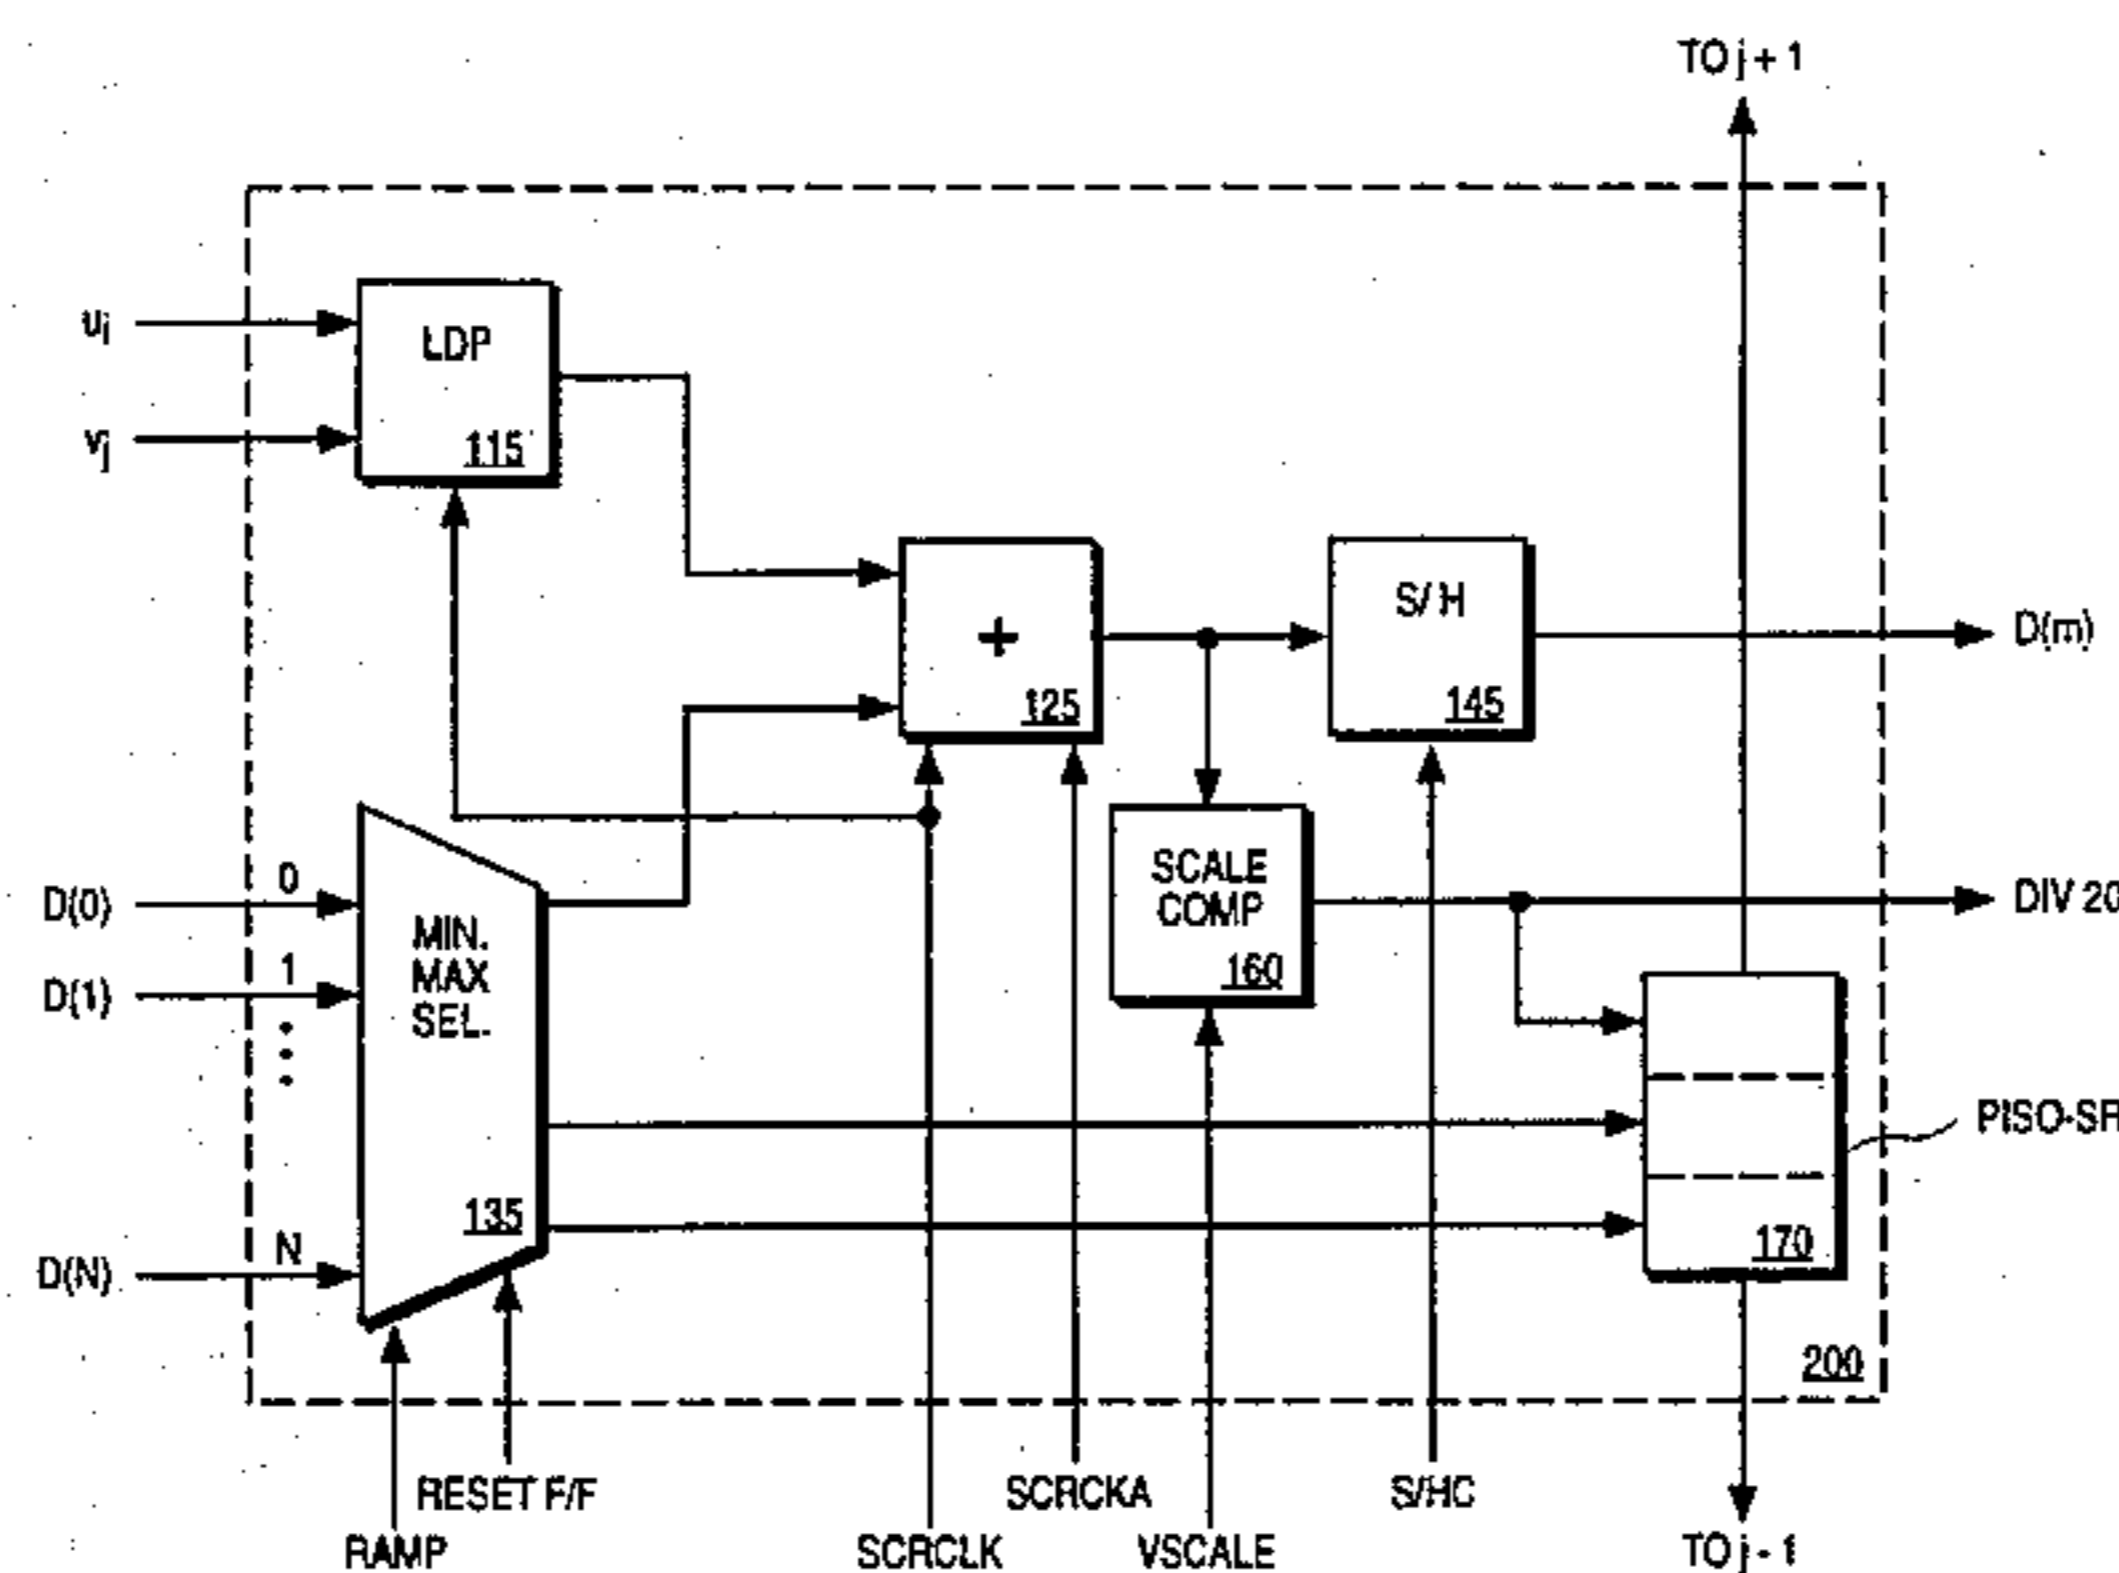 TO j + 1
ui
LDP
vj
115
+
125
S/H
145
D(m)
D(0)
0
MIN.
MAX
SEL.
SCALE
COMP
160
DIV 20
D(1)
1
PISO-SR
135
D(N)
N
170
200
RESET F/F
SCRCKA
S/HC
RAMP
SCRCLK
VSCALE
TO j - 1